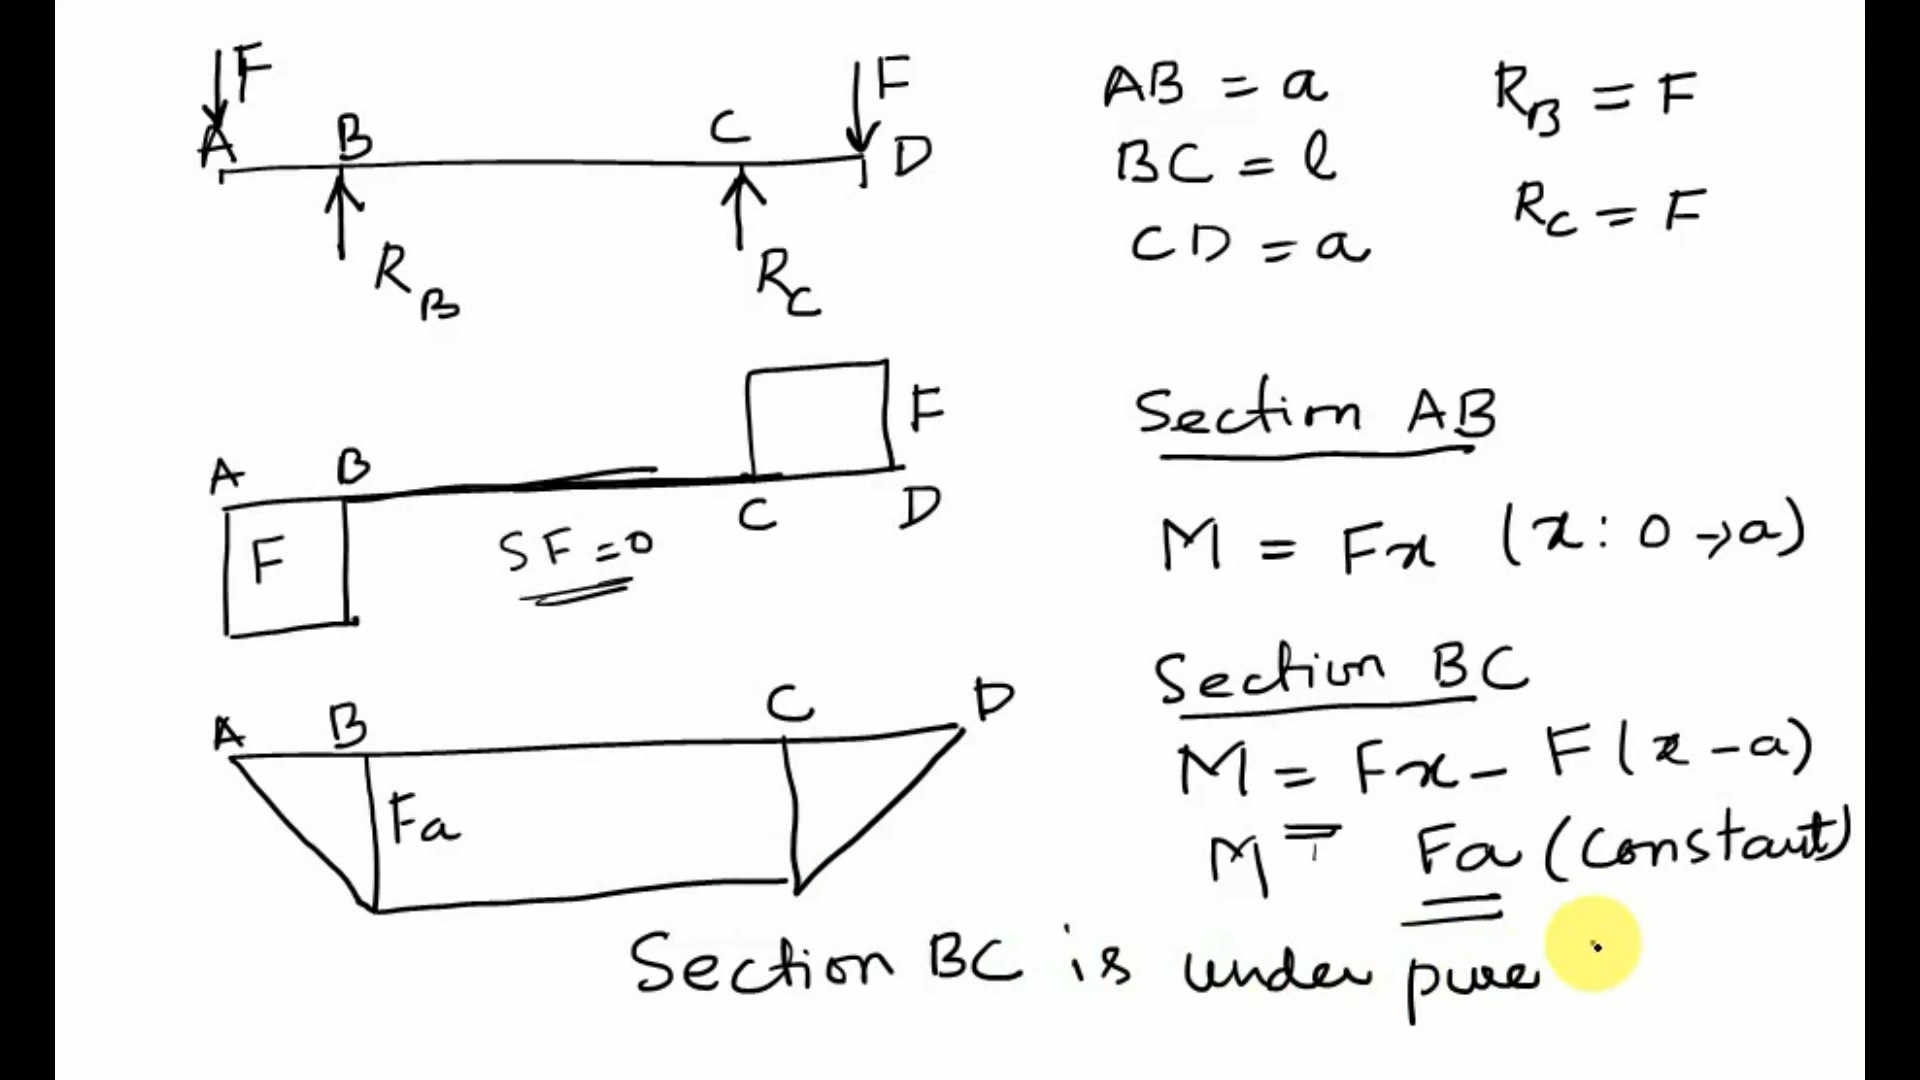 F
F
A
B
C
D
R_B
R_C
AB = a
BC = l
CD = a
R_B = F
R_C = F
A
B
F
SF = 0
C
D
F
Section AB
M = Fx (x: 0 → a)
A
B
C
D
Fa
Section BC
M = Fx - F(x - a)
M = Fa (constant)
Section BC is under pure